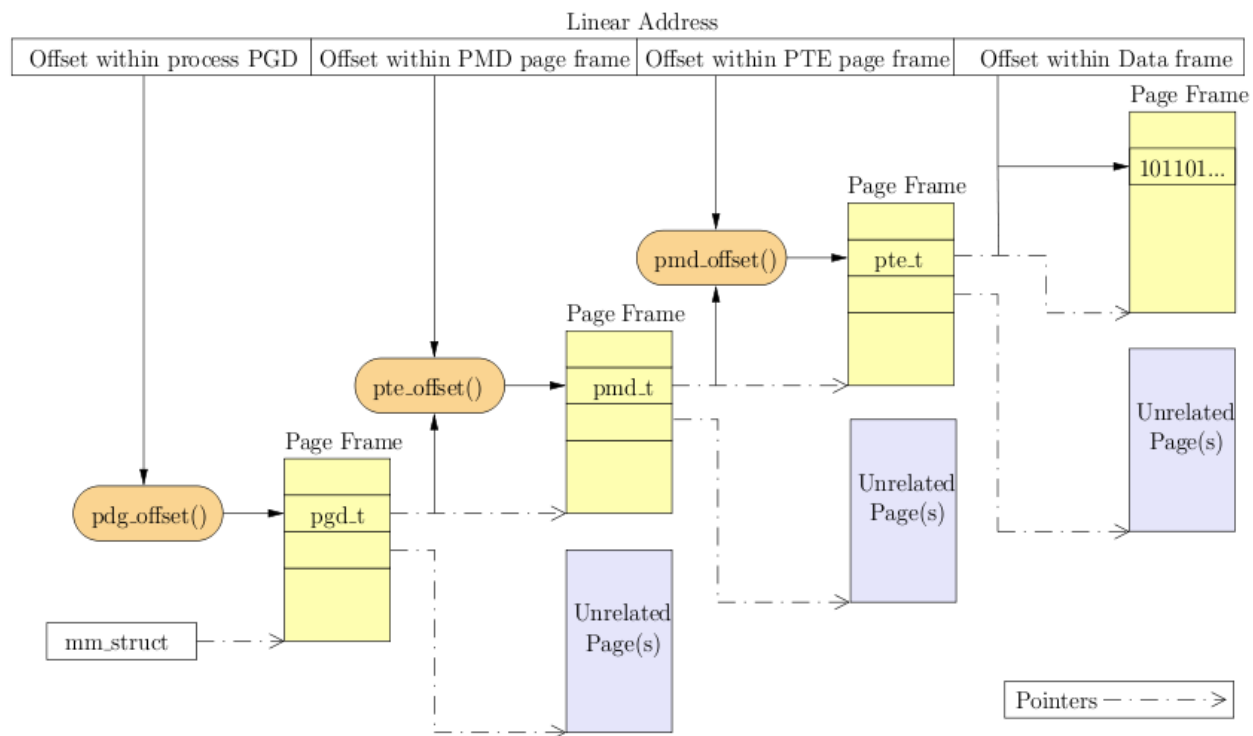 Linear Address
Offset within process PGD
Offset within PMD page frame
Offset within PTE page frame
Offset within Data frame
Page Frame
101101...
Page Frame
pmd_offset()
pte_t
Page Frame
pte_offset()
pmd_t
Unrelated
Page(s)
Page Frame
Unrelated
Page(s)
pdg_offset()
pgd_t
Unrelated
Page(s)
mm_struct
Pointers